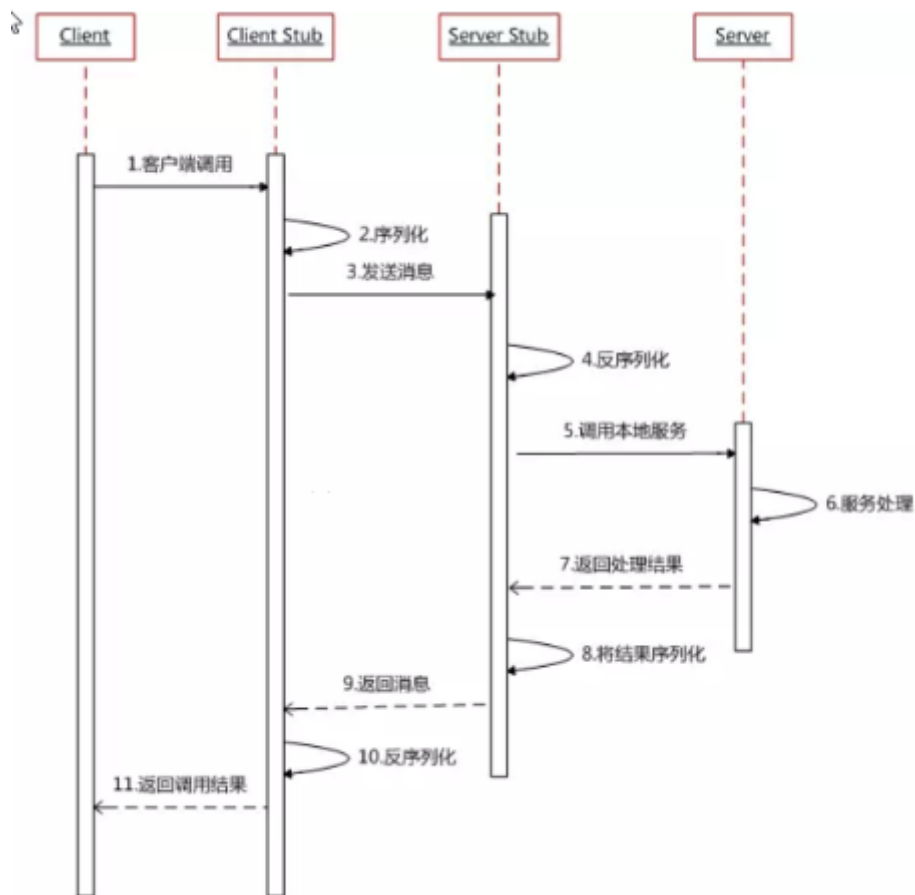 Client
Client Stub
Server Stub
Server
1.客户端调用
2.序列化
3.发送消息
4.反序列化
5.调用本地服务
6.服务处理
7.返回处理结果
8.将结果序列化
9.返回消息
10.反序列化
11.返回调用结果